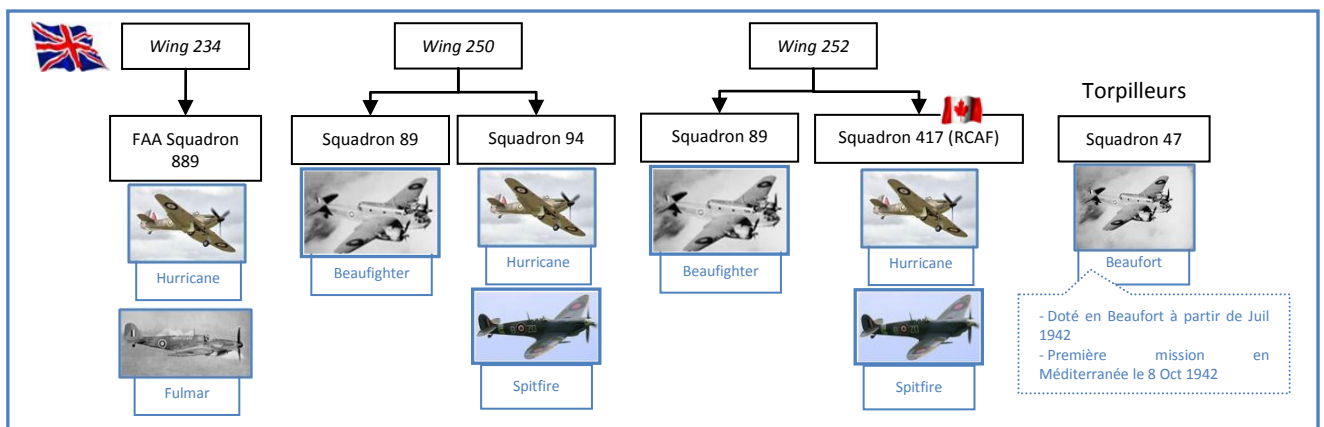 Wing 234
Wing 250
Wing 252
Torpilleurs
FAA Squadron
889
Squadron 89
Squadron 94
Squadron 89
Squadron 417 (RCAF)
Squadron 47
Hurricane
Beaufighter
Hurricane
Beaufighter
Hurricane
Beaufort
Fulmar
Spitfire
Spitfire
- Doté en Beaufort à partir de Juil
1942
- Première mission en
Méditerranée le 8 Oct 1942